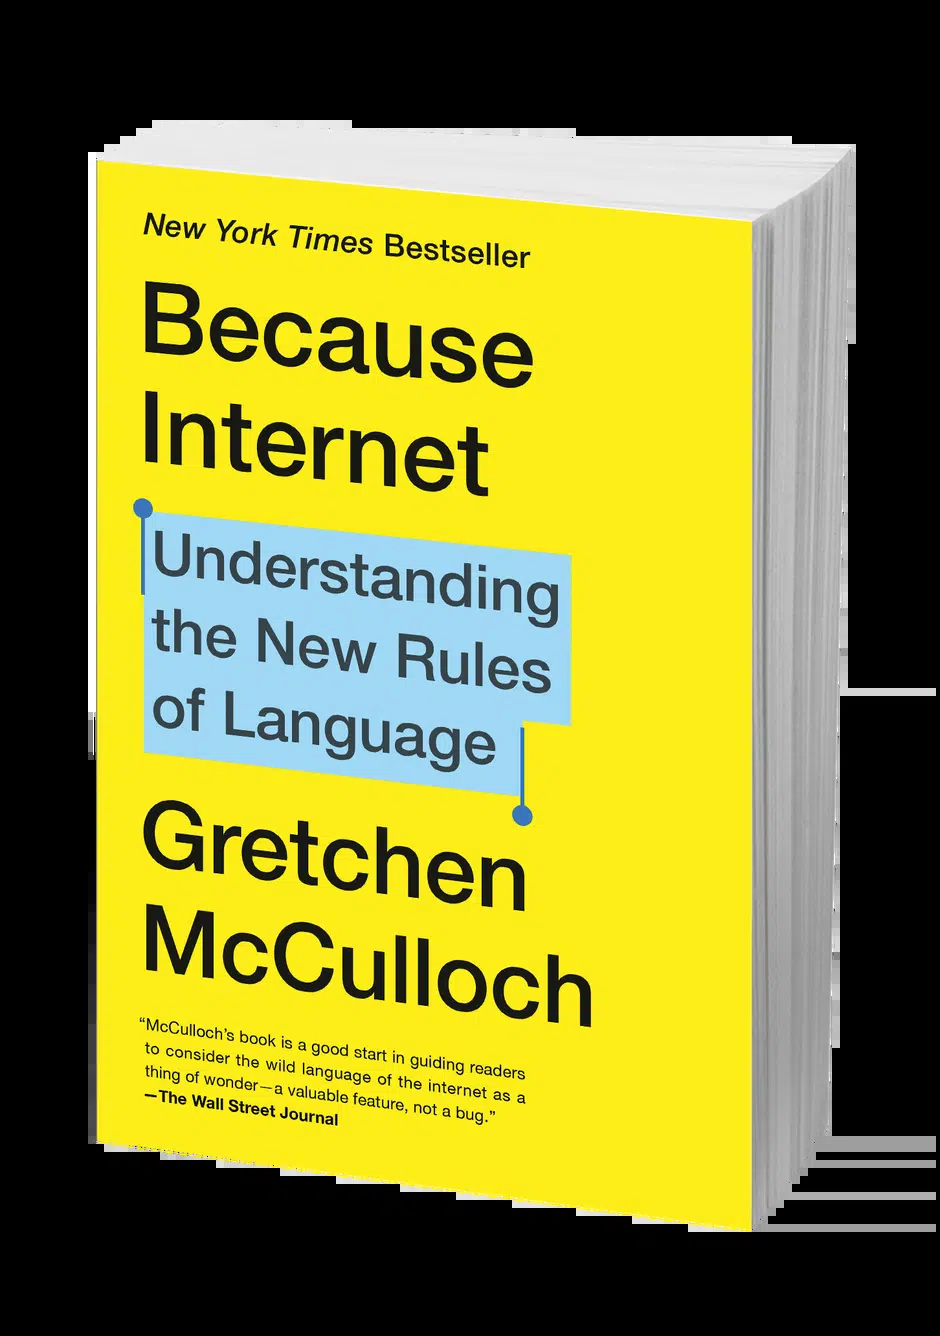 New York Times Bestseller
Because
Internet
Understanding
the New Rules
of Language
Gretchen
McCulloch
“McCulloch’s book is a good start in guiding readers
to consider the wild language of the internet as a
thing of wonder—a valuable feature, not a bug.”
—The Wall Street Journal